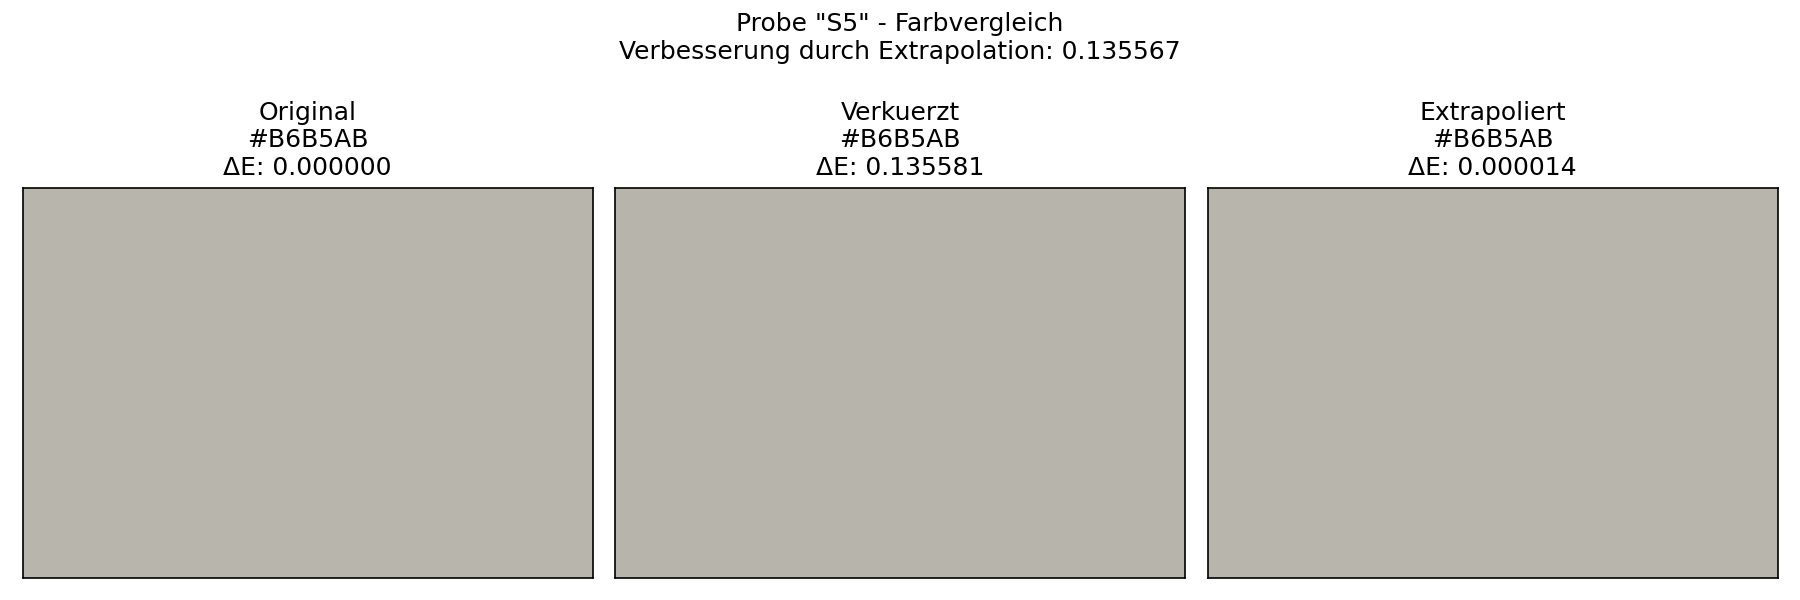 Probe "S5" - Farbvergleich
Verbesserung durch Extrapolation: 0.135567
Original
#B6B5AB
ΔE: 0.000000
Verkuerzt
#B6B5AB
ΔE: 0.135581
Extrapoliert
#B6B5AB
ΔE: 0.000014